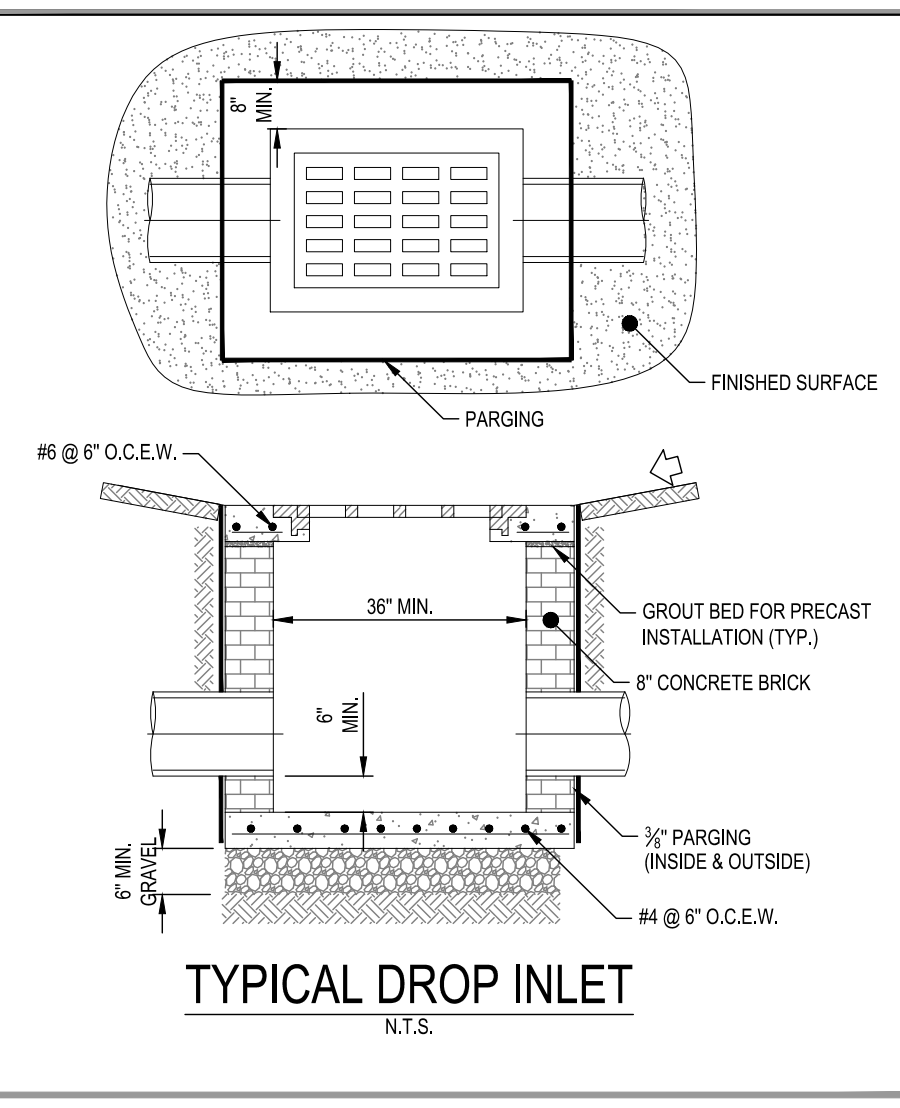 8"
MIN.
FINISHED SURFACE
PARGING
#6 @ 6" O.C.E.W.
36" MIN.
GROUT BED FOR PRECAST
INSTALLATION (TYP.)
8" CONCRETE BRICK
6"
MIN.
6" MIN.
GRAVEL
⅜" PARGING
(INSIDE & OUTSIDE)
#4 @ 6" O.C.E.W.
TYPICAL DROP INLET
N.T.S.